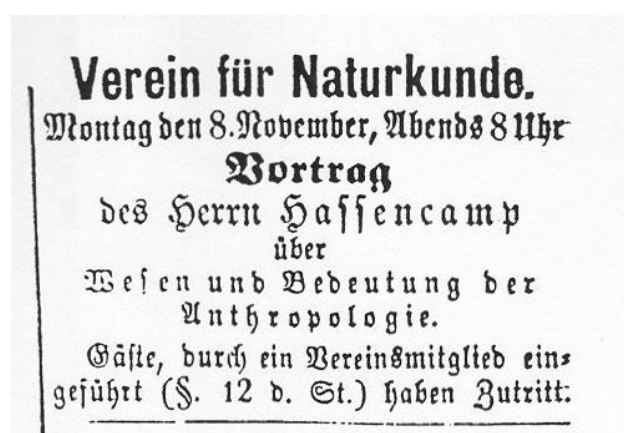 Verein für Naturkunde.
Montag den 8. November, Abends 8 Uhr
Vortrag
des Herrn Hassencamp
über
Wesen und Bedeutung der
Anthropologie.
Gäste, durch ein Vereinsmitglied ein⸗
geführt (§. 12 d. St.) haben Zutritt.